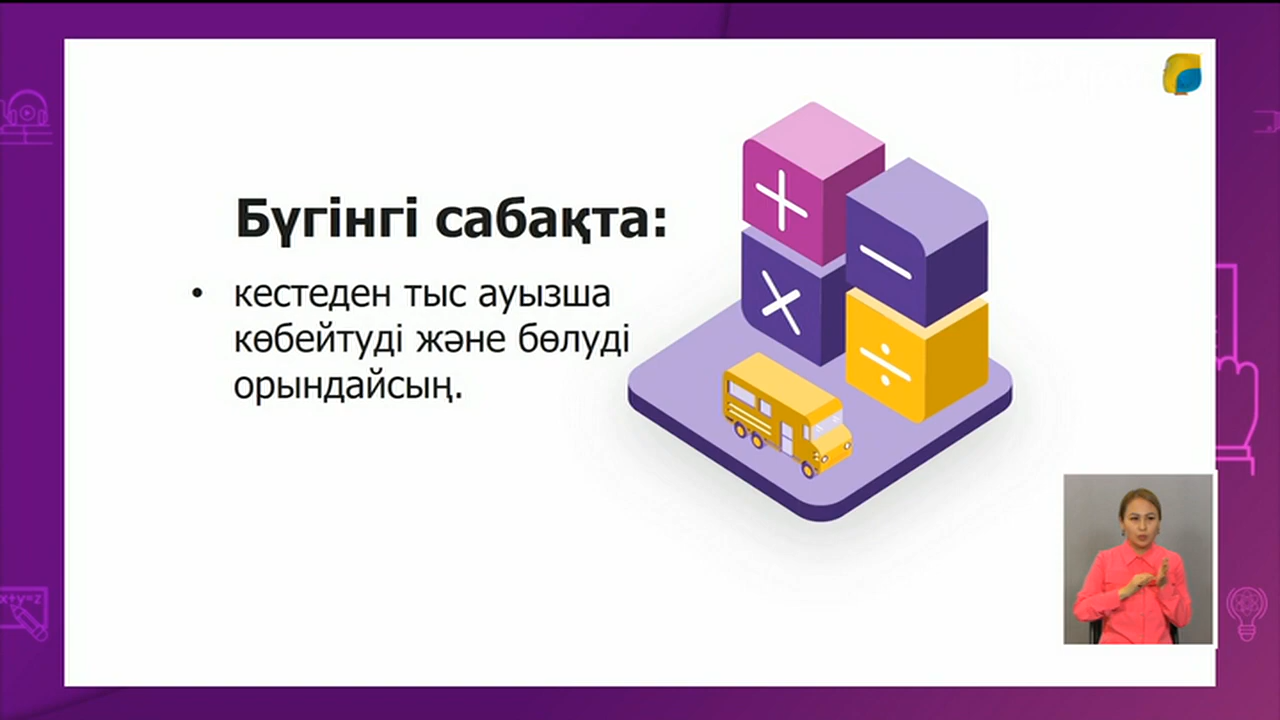 Бүгінгі сабақта:
• кестеден тыс ауызша
көбейтуді және бөлуді
орындайсың.
x+y=z